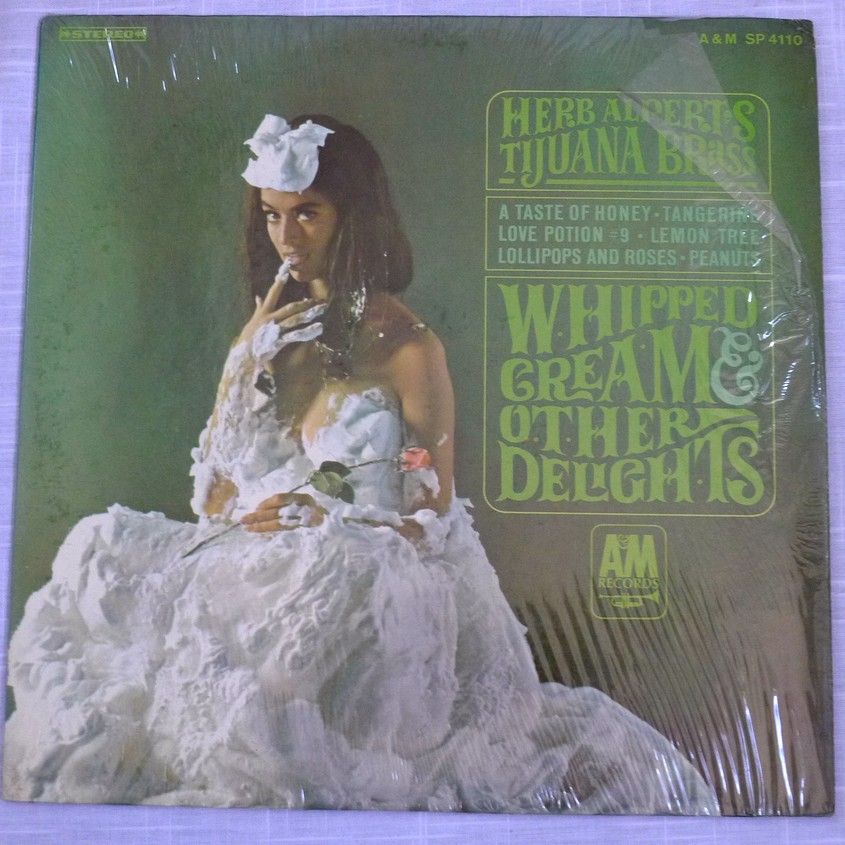 STEREO
A & M SP 4110
HERB ALPERT'S
TIJUANA BRASS
A TASTE OF HONEY • TANGERINE
LOVE POTION #9 • LEMON TREE
LOLLIPOPS AND ROSES • PEANUTS
WHIPPED
CREAM &
OTHER
DELIGHTS
A&M
RECORDS